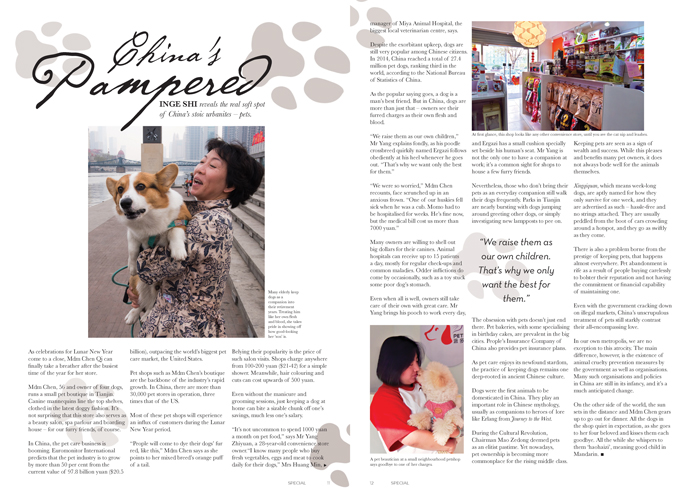 China's
Pampered
INGE SHI reveals the real soft spot
of China's stoic urbanites – pets.
Many elderly keep
dogs as a
companion into
their retirement
years. Treating him
like her own flesh
and blood, she takes
pride in showing off
how good-looking
her 'son' is.
As celebrations for the Lunar New Year
come to a close, Mdm Chen Qi can
finally take a breather after the busiest
time of the year for her store.
Mdm Chen, 56 and owner of four dogs,
runs a small pet boutique in Tianjin.
Canine mannequins line the top shelves,
clothed in the latest doggy fashion. It's
not surprising that this store also serves as
a beauty salon, spa parlour and boarding
house – for our furry friends, of course.
In China, the pet care business is
booming. Euromonitor International
predicts that the pet industry is to grow
by more than 50 per cent from the
current value of 97.8 billion yuan ($20.5
billion), outpacing the world's biggest pet
care market, the United States.
Pet shops such as Mdm Chen's boutique
are the backbone of the industry's rapid
growth. In China, there are more than
30,000 pet stores in operation, three
times that of the US.
Most of these pet shops will experience
an influx of customers during the Lunar
New Year period.
"People will come to dye their dogs' fur
red, like this," Mdm Chen says as she
points to her mixed breed's orange puff
of a tail.
Belying their popularity is the price of
such salon visits. Shops charge anywhere
from 100-200 yuan ($21-42) for a simple
shower. Meanwhile, hair colouring and
cuts can cost upwards of 500 yuan.
Even without the manicure and
grooming sessions, just keeping a dog at
home can bite a sizable chunk off one's
savings, much less one's salary.
"It's not uncommon to spend 1000 yuan
a month on pet food," says Mr Yang
Zhiyuan, a 28-year-old convenience store
owner."I know many people who buy
fresh vegetables, eggs and meat to cook
daily for their dogs," Mrs Huang Men,
SPECIAL 11
manager of Miya Animal Hospital, the
biggest local veterinarian centre, says.
Despite the exorbitant upkeep, dogs are
still very popular among Chinese citizens.
In 2014, China reached a total of 27.4
million pet dogs, ranking third in the
world, according to the National Bureau
of Statistics of China.
As the popular saying goes, a dog is a
man's best friend. But in China, dogs are
more than just that – owners see their
furred charges as their own flesh and
blood.
"We raise them as our own children,"
Mr Yang explains fondly, as his poodle
crossbreed quirkily named Ergazi follows
obediently at his heel whenever he goes
out. "That's why we want only the best
for them."
"We were so worried," Mdm Chen
recounts, face scrunched up in an
anxious frown. "One of our huskies fell
sick when he was a cub. Momo had to
be hospitalised for weeks. He's fine now,
but the medical bill cost us more than
7000 yuan."
Many owners are willing to shell out
big dollars for their canines. Animal
hospitals can receive up to 15 patients
a day, mostly for regular check-ups and
common maladies. Odder inflictions do
come by occasionally, such as a toy stuck
some poor dog's stomach.
Even when all is well, owners still take
care of their own with great care. Mr
Yang brings his pooch to work every day,
A pet beautician at a small neighbourhood petshop
says goodbye to one of her charges.
At first glance, this shop looks like any other convenience store, until you see the cat nip and leashes.
and Ergazi has a small cushion specially
set beside his human's seat. Mr Yang is
not the only one to have a companion at
work; it's a common sight for shops to
house a few furry friends.
Nevertheless, those who don't bring their
pets as an everyday companion still walk
their dogs frequently. Parks in Tianjin
are nearly bursting with dogs jumping
around greeting other dogs, or simply
investigating new lampposts to pee on.
"We raise them as
our own children.
That's why we only
want the best for
them."
The obsession with pets doesn't just end
there. Pet bakeries, with some specialising
in birthday cakes, are prevalent in the big
cities. People's Insurance Company of
China also provides pet insurance plans.
As pet care enjoys its newfound stardom,
the practice of keeping dogs remains one
deep-rooted in ancient Chinese culture.
Dogs were the first animals to be
domesticated in China. They play an
important role in Chinese mythology,
usually as companions to heroes of lore
like Erlang from Journey to the West.
During the Cultural Revolution,
Chairman Mao Zedong deemed pets
as an elitist pastime. Yet nowadays,
pet ownership is becoming more
commonplace for the rising middle class.
Keeping pets are seen as a sign of
wealth and success. While this pleases
and benefits many pet owners, it does
not always bode well for the animals
themselves.
Xingqiquan, which means week-long
dogs, are aptly named for how they
only survive for one week, and they
are advertised as such – hassle-free and
no strings attached. They are usually
peddled from the boot of cars crowding
around a hotspot, and they go as swiftly
as they come.
There is also a problem borne from the
prestige of keeping pets, that happens
almost everywhere. Pet abandonment is
rife as a result of people buying carelessly
to bolster their reputation and not having
the commitment or financial capability
of maintaining one.
Even with the government cracking down
on illegal markets, China's unscrupulous
treatment of pets still starkly contrast
their all-encompassing love.
In our own metropolis, we are no
exception to this atrocity. The main
difference, however, is the existence of
animal cruelty prevention measures by
the government as well as organisations.
Many such organisations and policies
in China are still in its infancy, and it's a
much anticipated change.
On the other side of the world, the sun
sets in the distance and Mdm Chen gears
up to go out for dinner. All the dogs in
the shop quiet in expectation, as she goes
to her four beloved and kisses them each
goodbye. All the while she whispers to
them 'haohaizi', meaning good child in
Mandarin.
12 SPECIAL